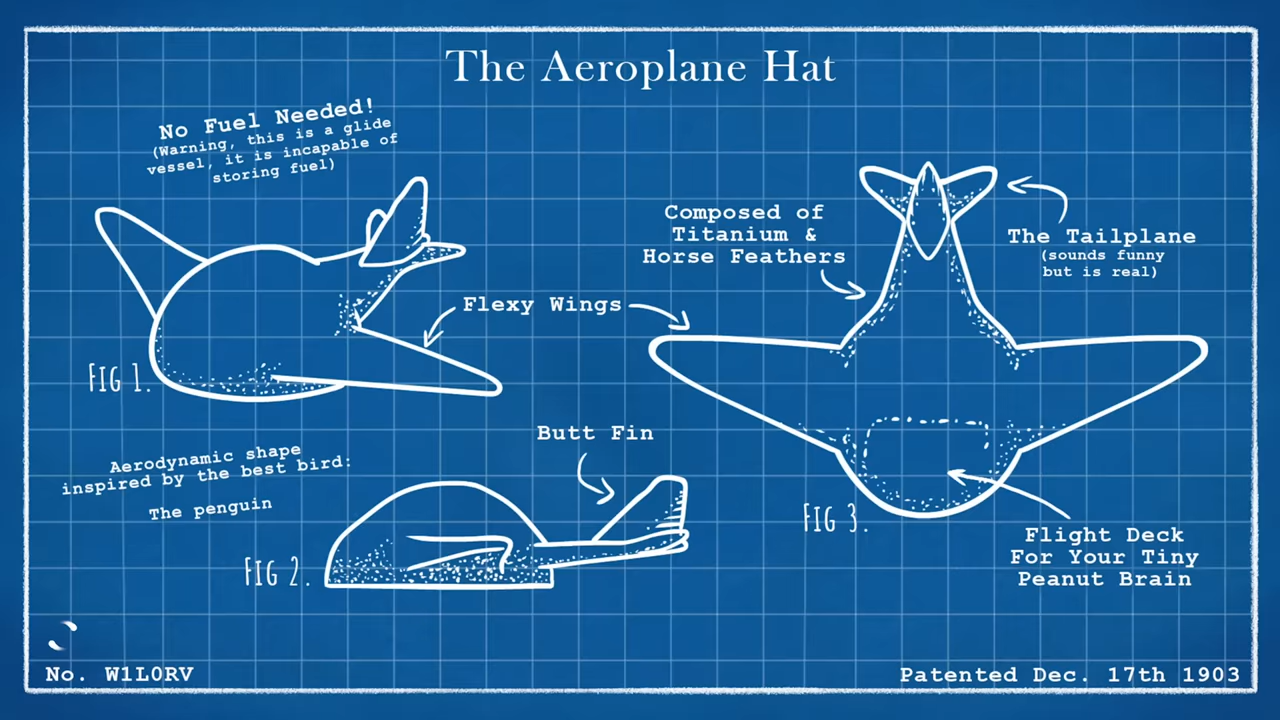 The Aeroplane Hat
No Fuel Needed!
(Warning, this is a glide
vessel, it is incapable of
storing fuel)
Composed of
Titanium &
Horse Feathers
The Tailplane
(sounds funny
but is real)
Flexy Wings
FIG 1.
Butt Fin
Aerodynamic shape
inspired by the best bird:
The penguin
FIG 2.
FIG 3.
Flight Deck
For Your Tiny
Peanut Brain
No. W1L0RV
Patented Dec. 17th 1903